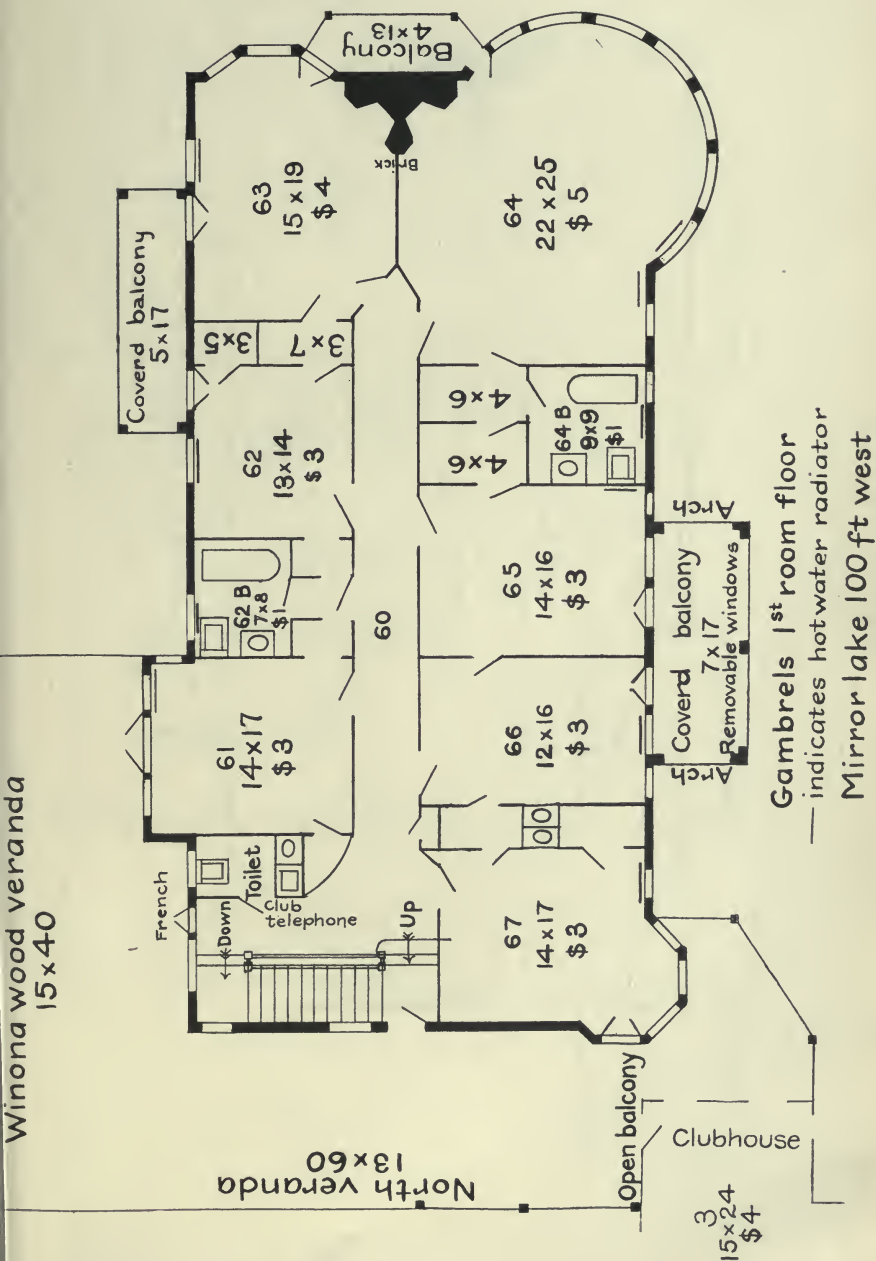 Winona wood veranda
15x40
Balcony
4x13
Coverd balcony
5x17
63
15x19
$4
Brick
64
22x25
$5
3x5
3x7
62
13x14
$3
4x6
4x6
64 B
9x9
$1
62 B
7x8
$1
60
65
14x16
$3
Arch
Coverd balcony
7x17
Removable windows
Arch
61
14x17
$3
66
12x16
$3
French
Toilet
Club
telephone
Down
Up
67
14x17
$3
North veranda
13x60
Open balcony
Clubhouse
3
15x24
$4
Gambrels 1st room floor
— indicates hotwater radiator
Mirror lake 100 ft west